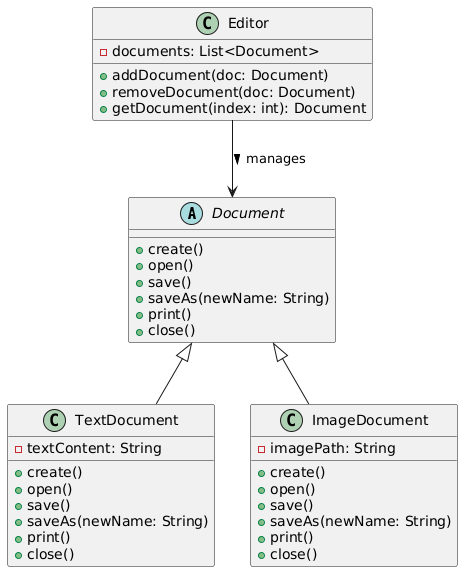 C Editor
documents: List<Document>
addDocument(doc: Document)
removeDocument(doc: Document)
getDocument(index: int): Document
manages
A Document
create()
open()
save()
saveAs(newName: String)
print()
close()
C TextDocument
textContent: String
create()
open()
save()
saveAs(newName: String)
print()
close()
C ImageDocument
imagePath: String
create()
open()
save()
saveAs(newName: String)
print()
close()